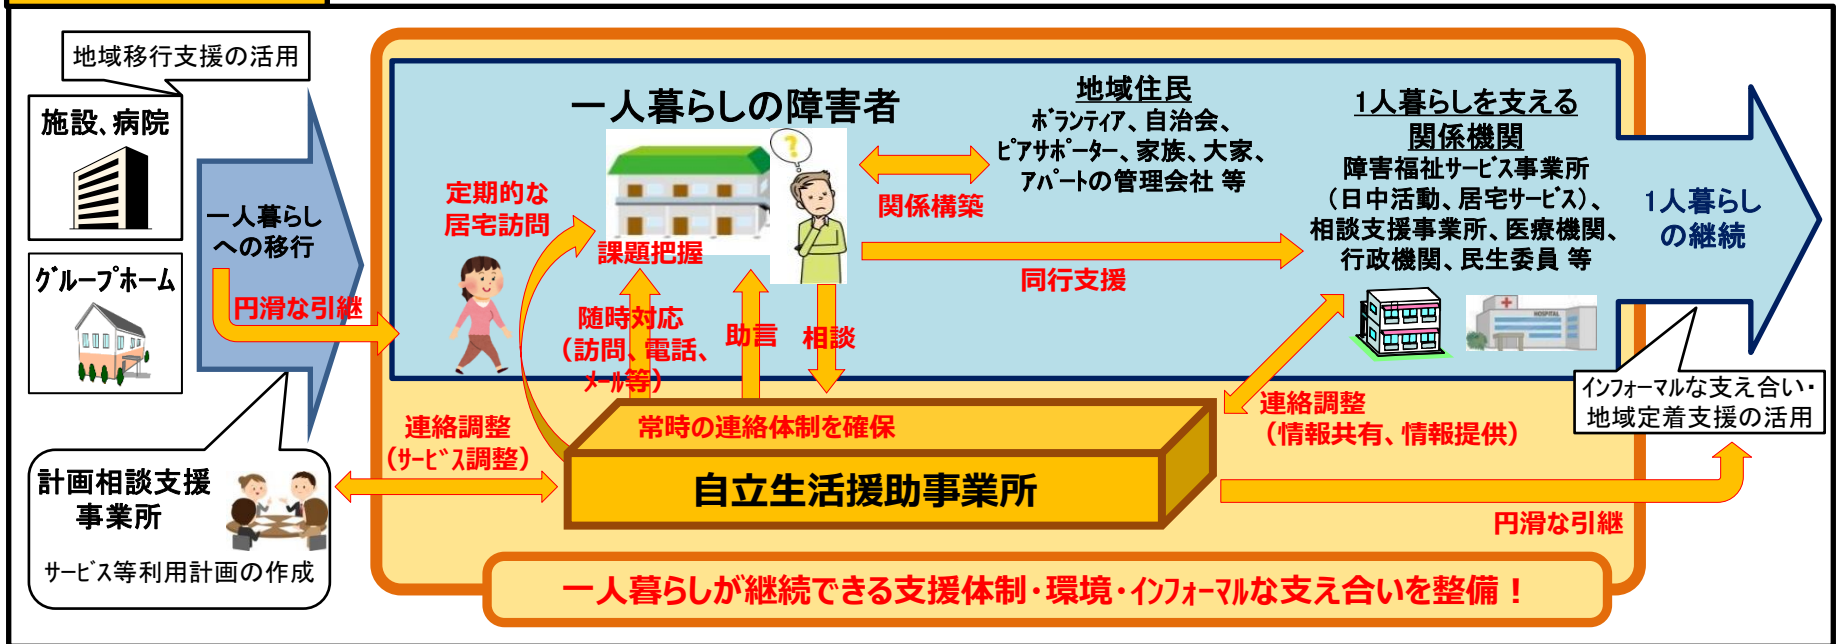 地域移行支援の活用
施設、病院
グループホーム
一人暮らし
への移行
円滑な引継
計画相談支援
事業所
サービス等利用計画の作成
連絡調整
（サービス調整）
一人暮らしの障害者
定期的な
居宅訪問
課題把握
随時対応
（訪問、電話、
メール等）
助言
相談
地域住民
ボランティア、自治会、
ピアサポーター、家族、大家、
アパートの管理会社 等
関係構築
同行支援
1人暮らしを支える
関係機関
障害福祉サービス事業所
（日中活動、居宅サービス）、
相談支援事業所、医療機関、
行政機関、民生委員 等
HOSPITAL
1人暮らし
の継続
インフォーマルな支え合い・
地域定着支援の活用
連絡調整
（情報共有、情報提供）
常時の連絡体制を確保
自立生活援助事業所
円滑な引継
一人暮らしが継続できる支援体制・環境・インフォーマルな支え合いを整備！